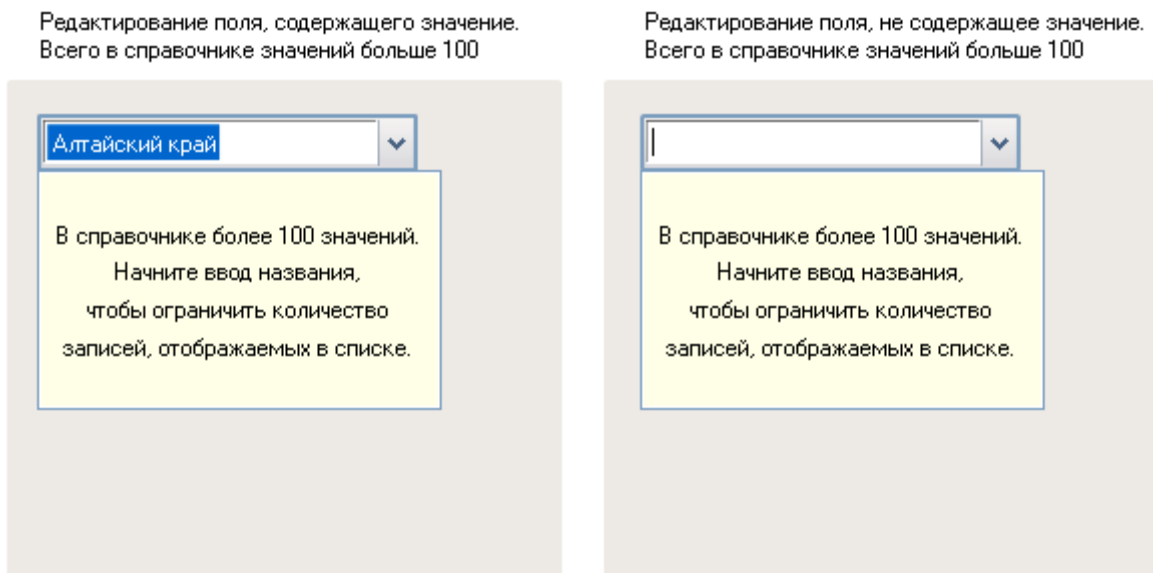 Редактирование поля, содержащего значение.
Всего в справочнике значений больше 100
Алтайский край
В справочнике более 100 значений.
Начните ввод названия,
чтобы ограничить количество
записей, отображаемых в списке.
Редактирование поля, не содержащее значение.
Всего в справочнике значений больше 100
В справочнике более 100 значений.
Начните ввод названия,
чтобы ограничить количество
записей, отображаемых в списке.